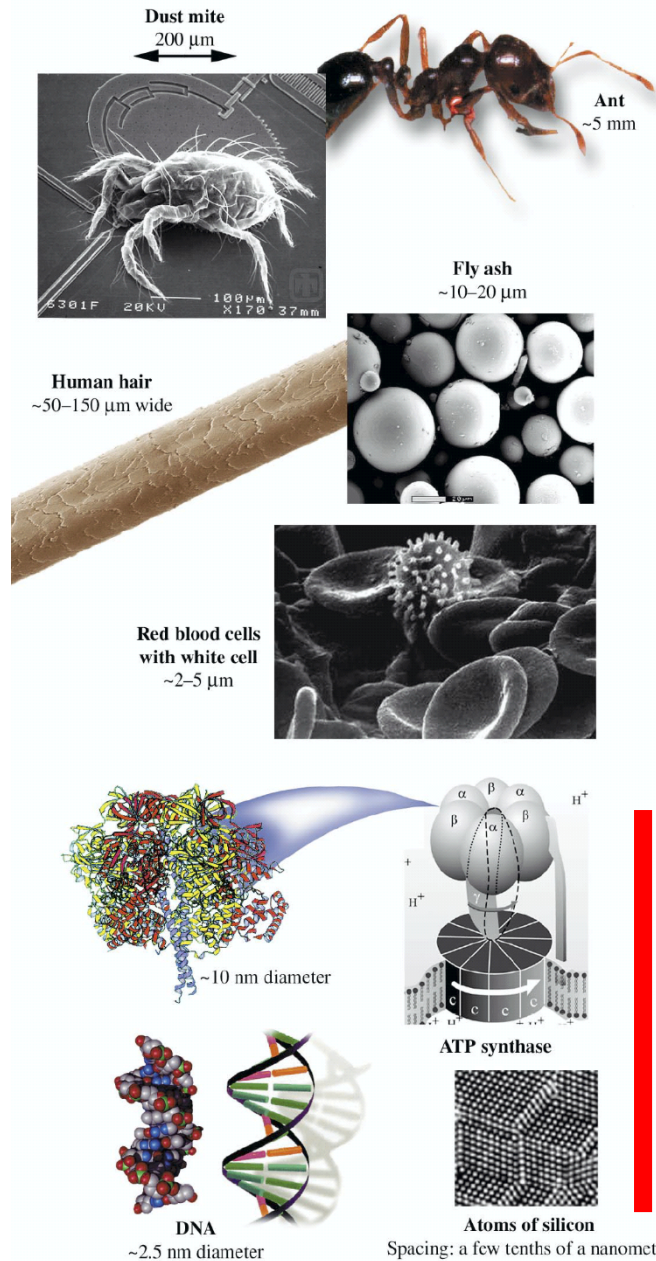 Dust mite
200 μm
Ant
~5 mm
6301F 20KV 100μm X170 37mm
Fly ash
~10–20 μm
20μm
Human hair
~50–150 μm wide
Red blood cells
with white cell
~2–5 μm
~10 nm diameter
α β α H⁺
β α β
+
H⁺ γ
c c c c
H⁺
ATP synthase
DNA
~2.5 nm diameter
Atoms of silicon
Spacing: a few tenths of a nanomet